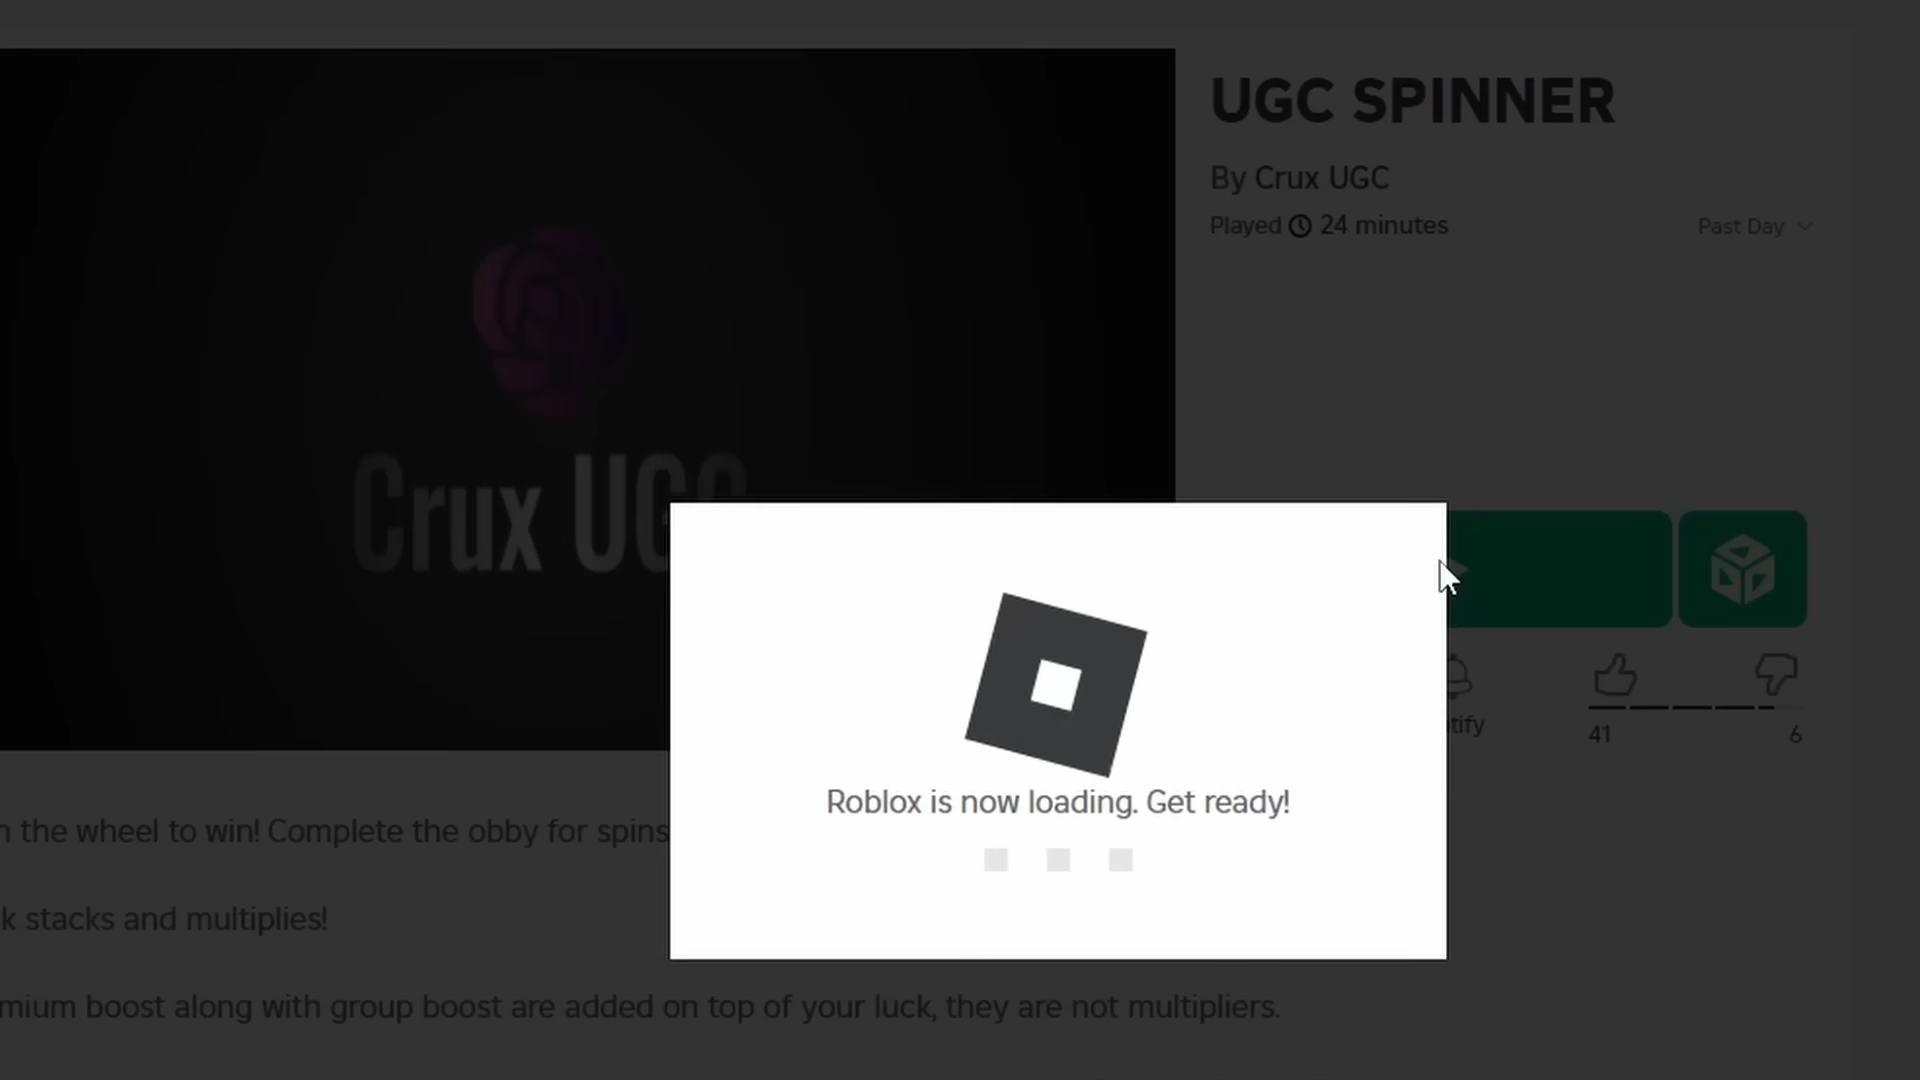 UGC SPINNER
By Crux UGC
Played 24 minutes
Past Day
Crux UGC
Roblox is now loading. Get ready!
tify
41
6
the wheel to win! Complete the obby for spins
k stacks and multiplies!
mium boost along with group boost are added on top of your luck, they are not multipliers.